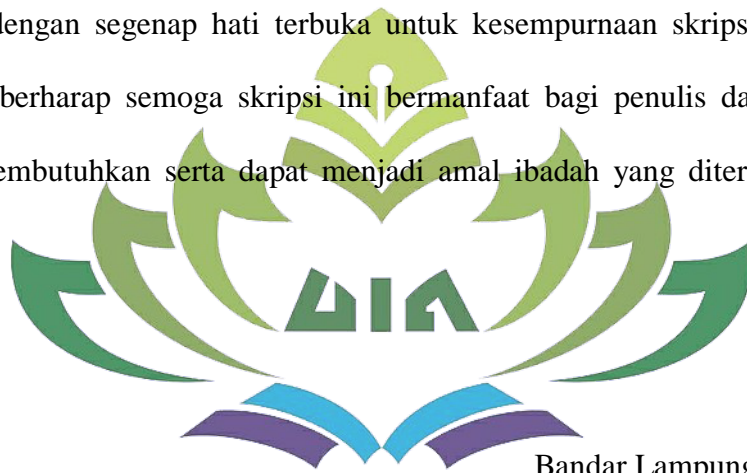 dengan segenap hati terbuka untuk kesempurnaan skrips
berharap semoga skripsi ini bermanfaat bagi penulis da
embutuhkan serta dapat menjadi amal ibadah yang diter
UIN
Bandar Lampung